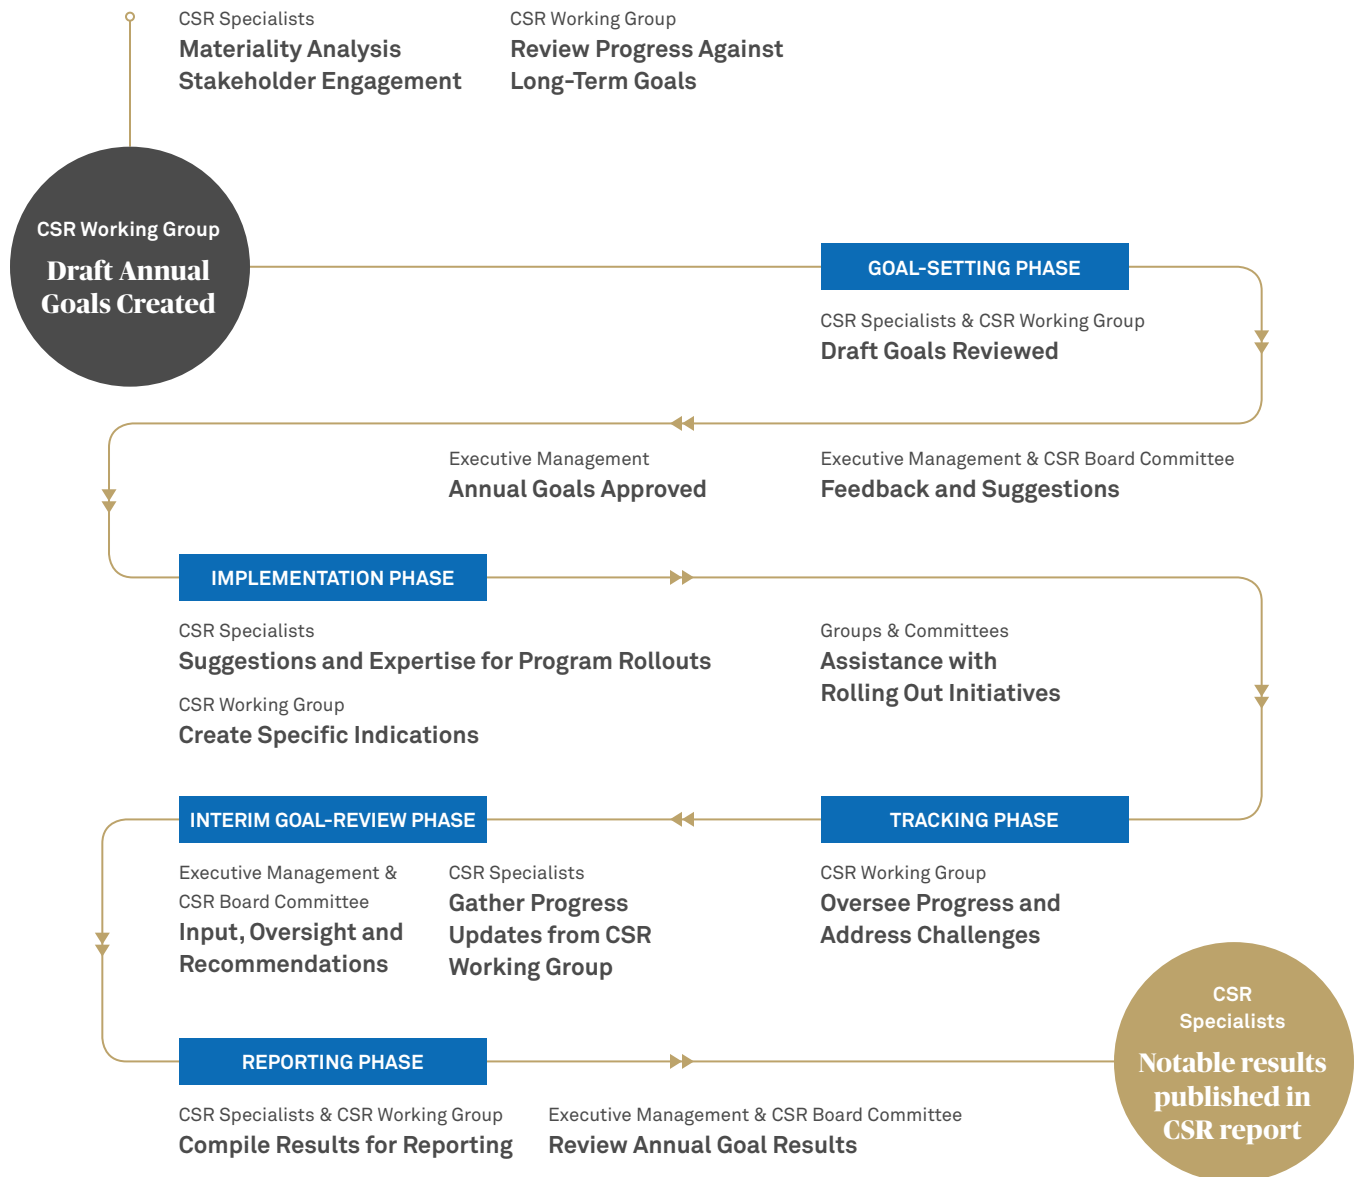 CSR Specialists
Materiality Analysis
Stakeholder Engagement
CSR Working Group
Review Progress Against
Long-Term Goals
CSR Working Group
Draft Annual
Goals Created
GOAL-SETTING PHASE
CSR Specialists & CSR Working Group
Draft Goals Reviewed
Executive Management & CSR Board Committee
Feedback and Suggestions
Executive Management
Annual Goals Approved
IMPLEMENTATION PHASE
CSR Specialists
Suggestions and Expertise for Program Rollouts
CSR Working Group
Create Specific Indications
Groups & Committees
Assistance with
Rolling Out Initiatives
TRACKING PHASE
CSR Working Group
Oversee Progress and
Address Challenges
INTERIM GOAL-REVIEW PHASE
Executive Management &
CSR Board Committee
Input, Oversight and
Recommendations
CSR Specialists
Gather Progress
Updates from CSR
Working Group
REPORTING PHASE
CSR Specialists & CSR Working Group
Compile Results for Reporting
Executive Management & CSR Board Committee
Review Annual Goal Results
CSR
Specialists
Notable results
published in
CSR report